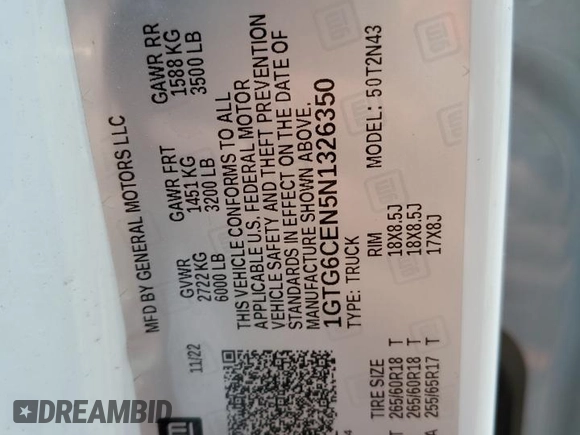 MFD BY GENERAL MOTORS LLC
11/22
GVWR GAWR FRT GAWR RR
2722 KG 1451 KG 1588 KG
6000 LB 3200 LB 3500 LB
THIS VEHICLE CONFORMS TO ALL
APPLICABLE U.S. FEDERAL MOTOR
VEHICLE SAFETY AND THEFT PREVENTION
STANDARDS IN EFFECT ON THE DATE OF
MANUFACTURE SHOWN ABOVE.
1GTG6CEN5N1326350
TYPE: TRUCK MODEL: 50T2N43
TIRE SIZE RIM
265/60R18 T 18X8.5J
265/60R18 T 18X8.5J
255/65R17 T 17X8J
gm
DREAMBID